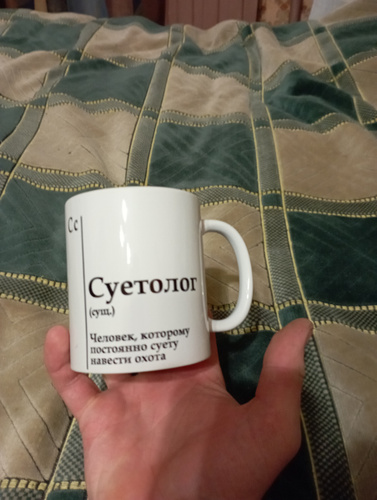 Сс
Суетолог
(сущ.)
Человек, которому
постоянно суету
навести охота